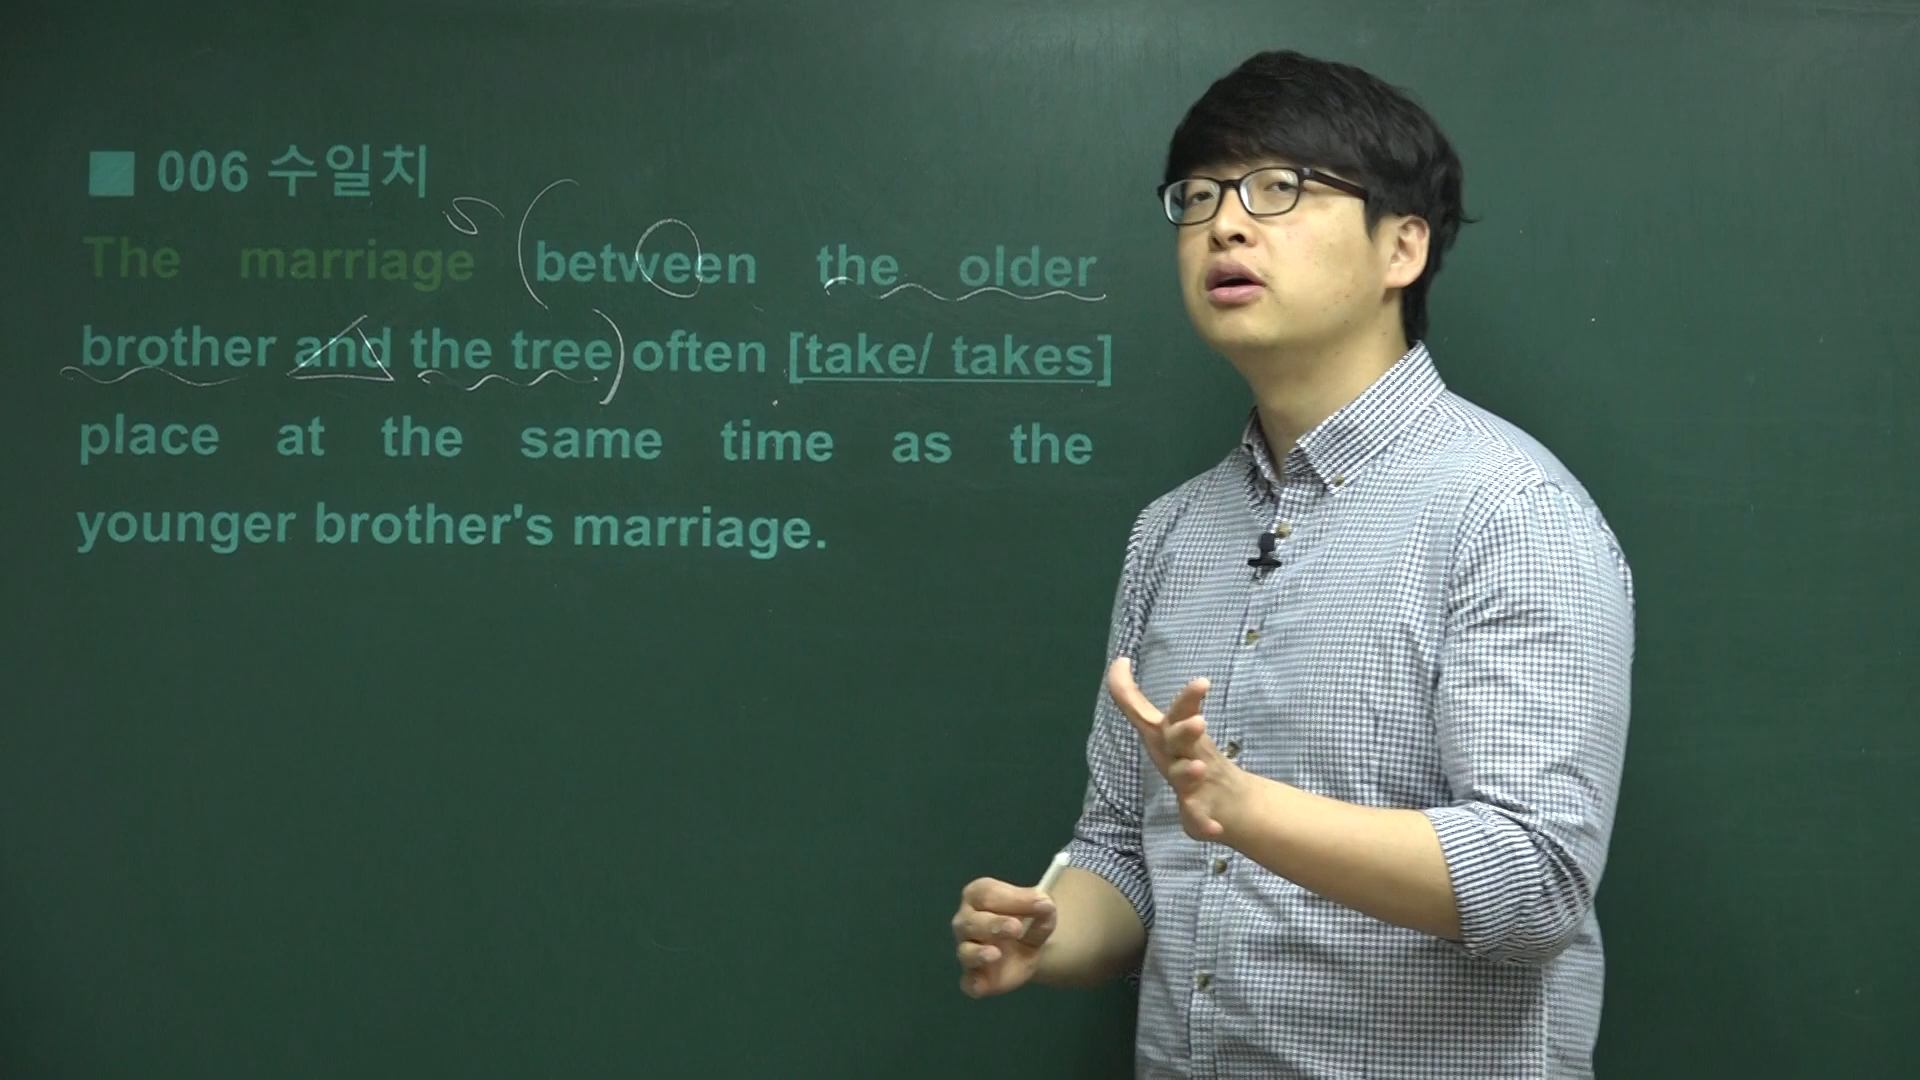 ■ 006 수일치
S
The marriage (between the older
brother and the tree) often [take/ takes]
place at the same time as the
younger brother's marriage.